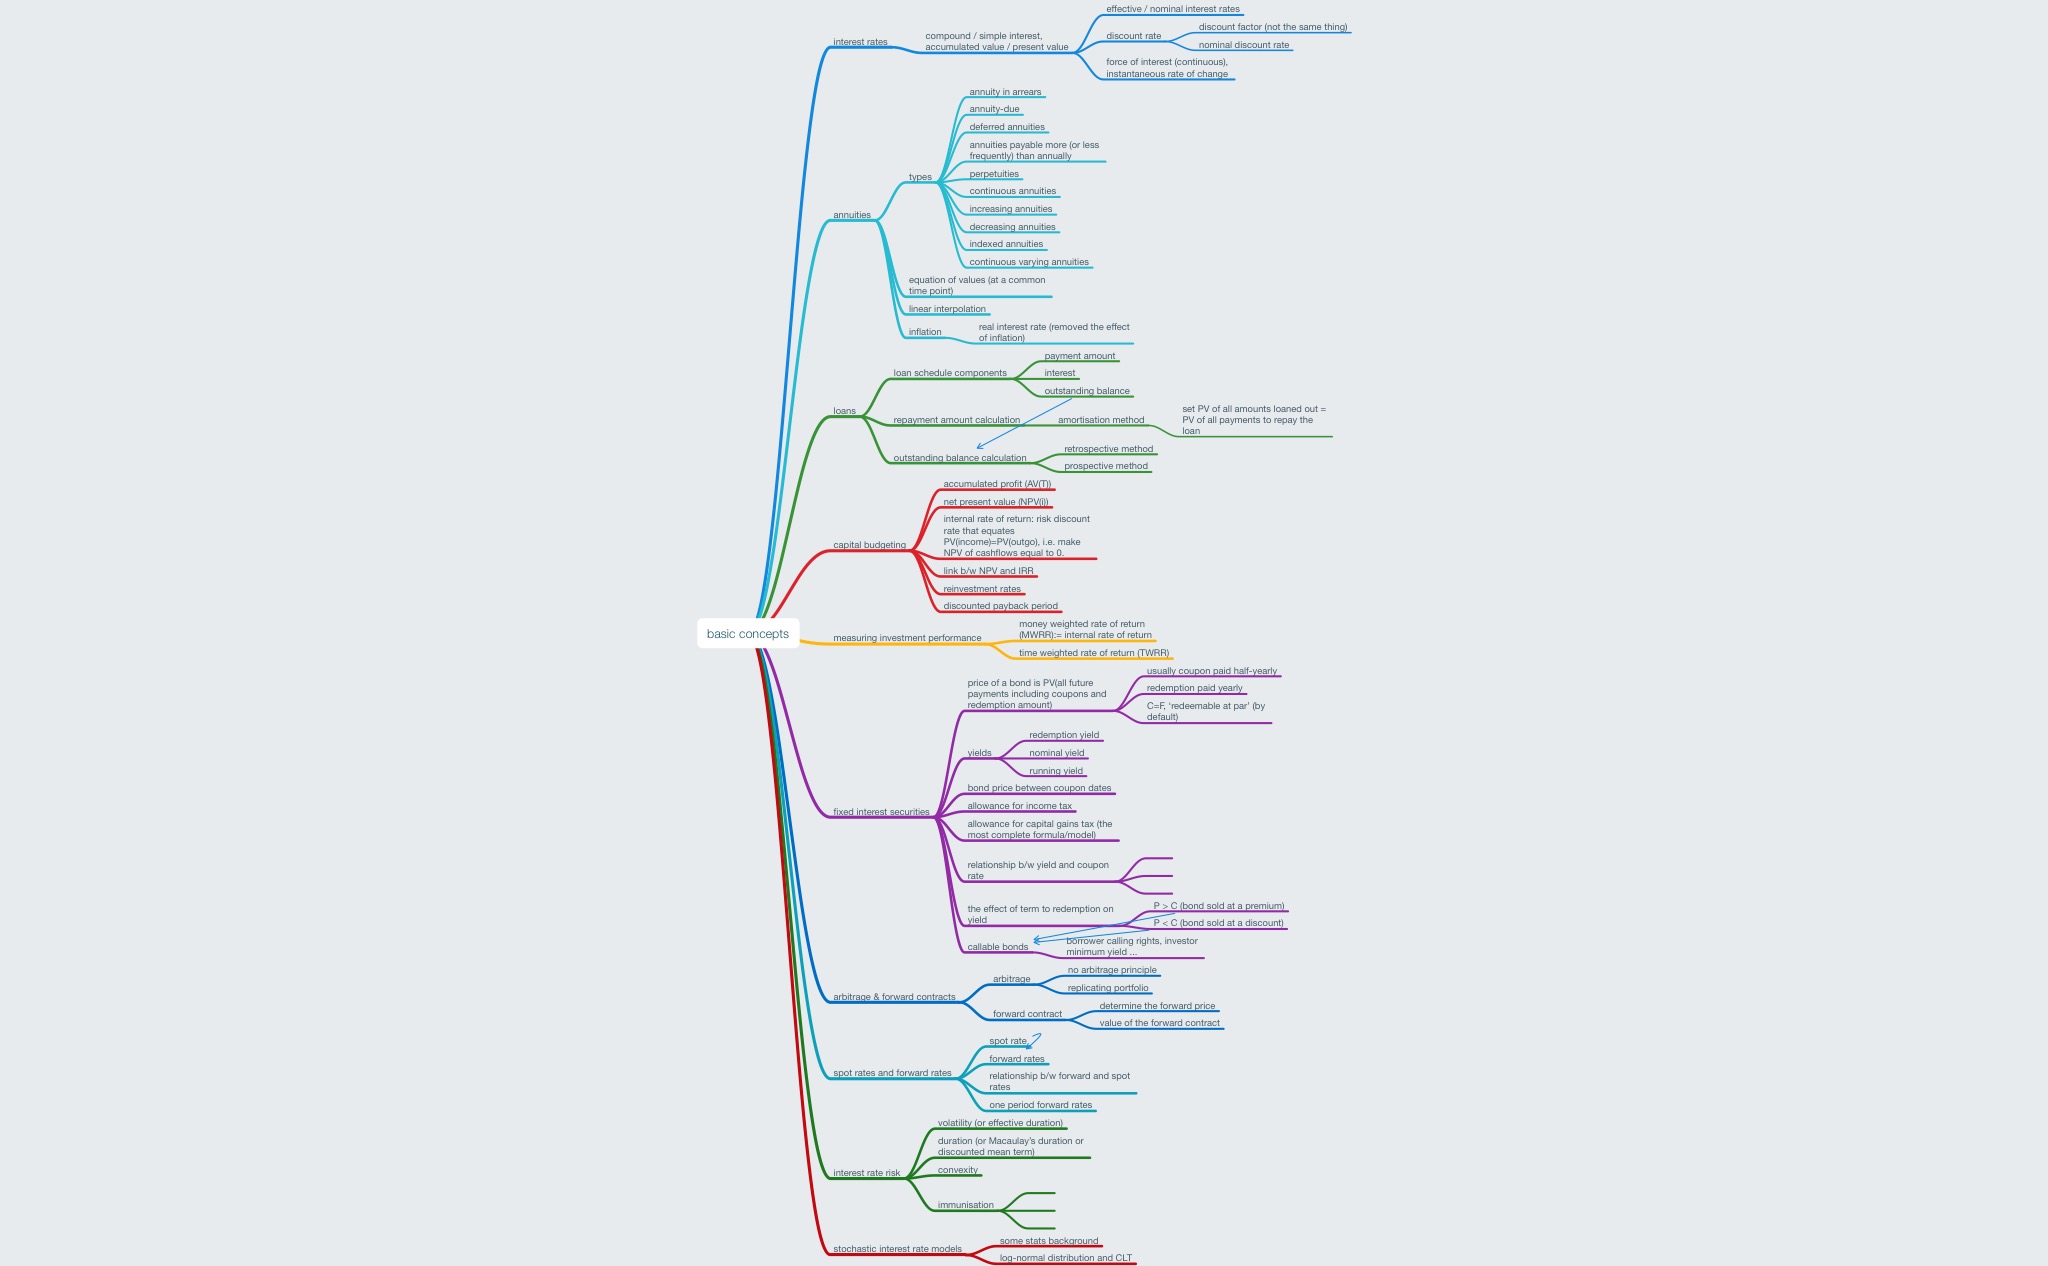 effective / nominal interest rates
discount factor (not the same thing)
discount rate
nominal discount rate
interest rates
compound / simple interest,
accumulated value / present value
force of interest (continuous),
instantaneous rate of change
annuity in arrears
annuity-due
deferred annuities
annuities payable more (or less
frequently) than annually
types
perpetuities
continuous annuities
increasing annuities
annuities
decreasing annuities
indexed annuities
continuous varying annuities
equation of values (at a common
time point)
linear interpolation
inflation
real interest rate (removed the effect
of inflation)
payment amount
loan schedule components
interest
outstanding balance
loans
repayment amount calculation
amortisation method
set PV of all amounts loaned out =
PV of all payments to repay the
loan
retrospective method
outstanding balance calculation
prospective method
accumulated profit (AV(T))
net present value (NPV(i))
internal rate of return: risk discount
rate that equates
PV(income)=PV(outgo), i.e. make
NPV of cashflows equal to 0.
capital budgeting
link b/w NPV and IRR
reinvestment rates
discounted payback period
basic concepts
measuring investment performance
money weighted rate of return
(MWRR):= internal rate of return
time weighted rate of return (TWRR)
price of a bond is PV(all future
payments including coupons and
redemption amount)
usually coupon paid half-yearly
redemption paid yearly
C=F, ‘redeemable at par’ (by
default)
redemption yield
yields
nominal yield
running yield
bond price between coupon dates
allowance for income tax
fixed interest securities
allowance for capital gains tax (the
most complete formula/model)
relationship b/w yield and coupon
rate
the effect of term to redemption on
yield
P > C (bond sold at a premium)
P < C (bond sold at a discount)
callable bonds
borrower calling rights, investor
minimum yield ...
arbitrage & forward contracts
arbitrage
no arbitrage principle
replicating portfolio
forward contract
determine the forward price
value of the forward contract
spot rate
forward rates
spot rates and forward rates
relationship b/w forward and spot
rates
one period forward rates
volatility (or effective duration)
duration (or Macaulay's duration or
discounted mean term)
interest rate risk
convexity
immunisation
stochastic interest rate models
some stats background
log-normal distribution and CLT